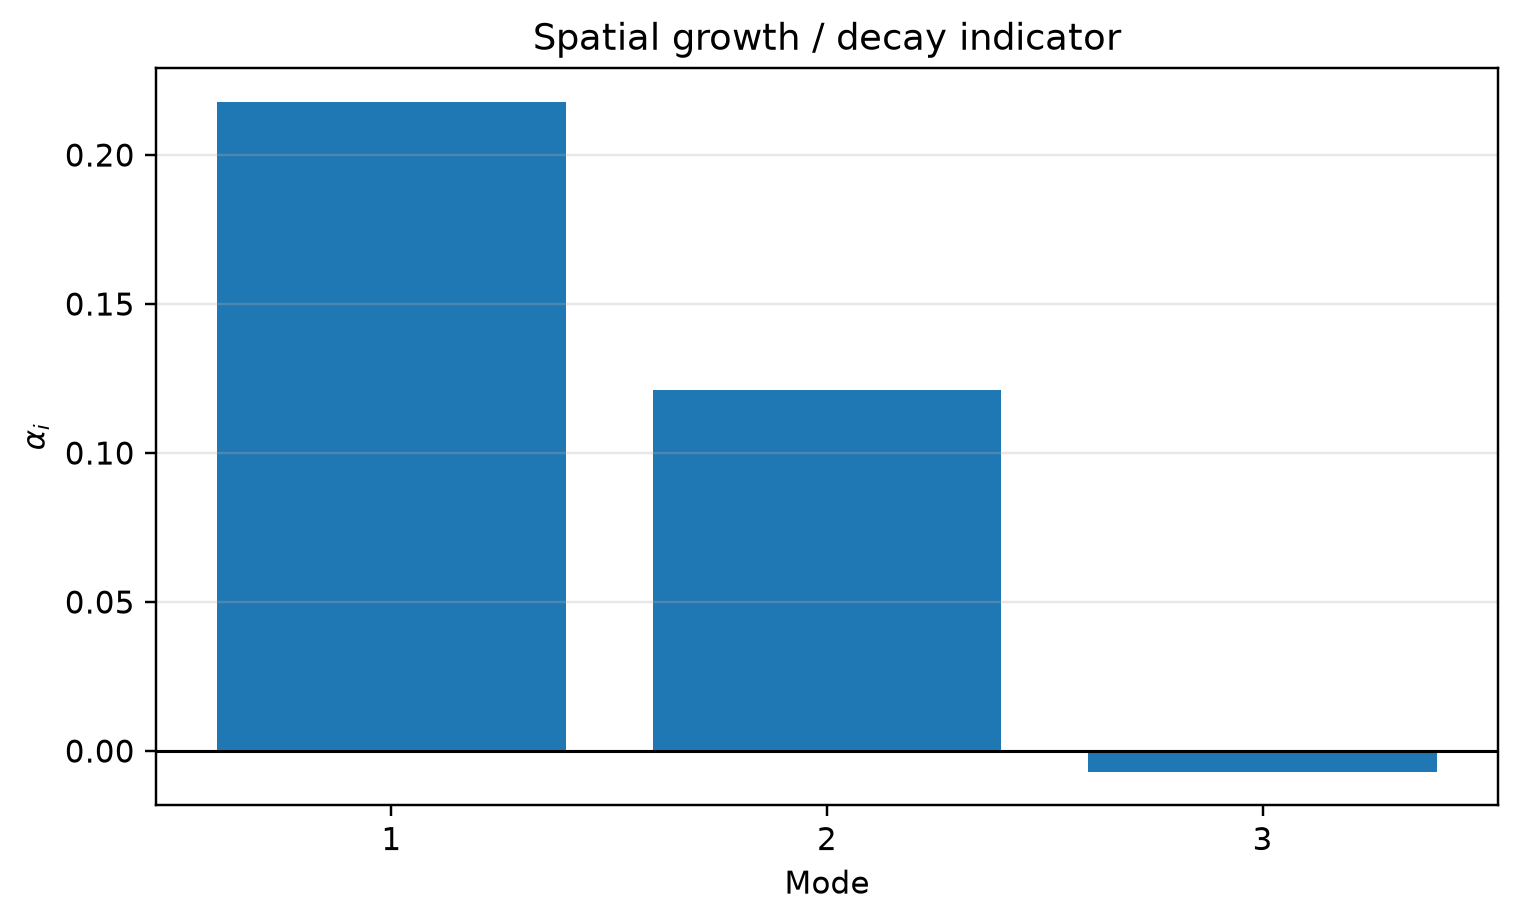 Spatial growth / decay indicator
0.20
0.15
0.10
0.05
0.00
αᵢ
1 2 3
Mode